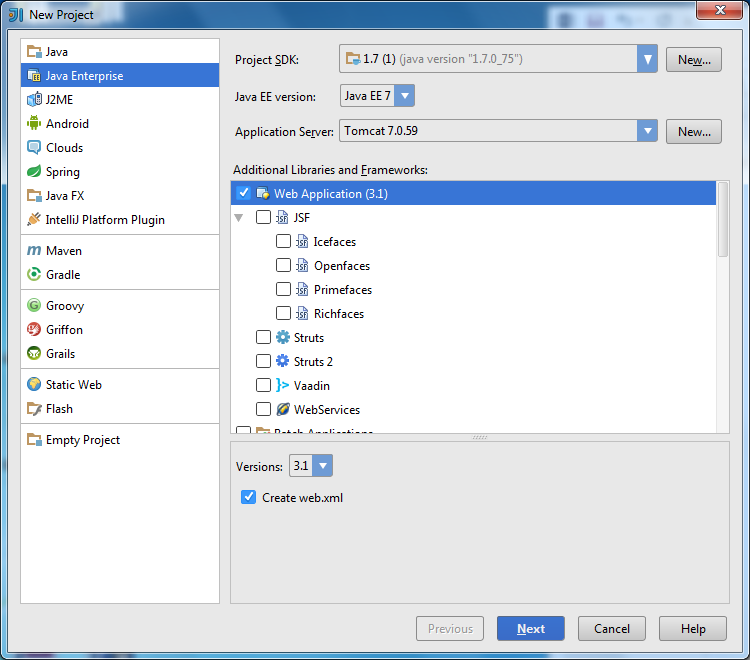 New Project
Java
Java Enterprise
J2ME
Android
Clouds
Spring
Java FX
IntelliJ Platform Plugin
Maven
Gradle
Groovy
Griffon
Grails
Static Web
Flash
Empty Project
Project SDK: 1.7 (1) (java version "1.7.0_75") New...
Java EE version: Java EE 7
Application Server: Tomcat 7.0.59 New...
Additional Libraries and Frameworks:
Web Application (3.1)
JSF
Icefaces
Openfaces
Primefaces
Richfaces
Struts
Struts 2
Vaadin
WebServices
Batch Applications
Versions: 3.1
Create web.xml
Previous Next Cancel Help